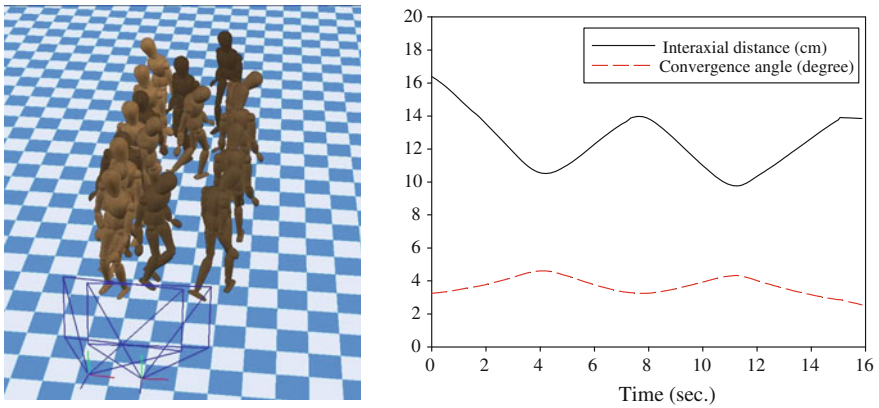 20
18
16
14
12
10
8
6
4
2
0
Interaxial distance (cm)
Convergence angle (degree)
0 2 4 6 8 10 12 14 16
Time (sec.)